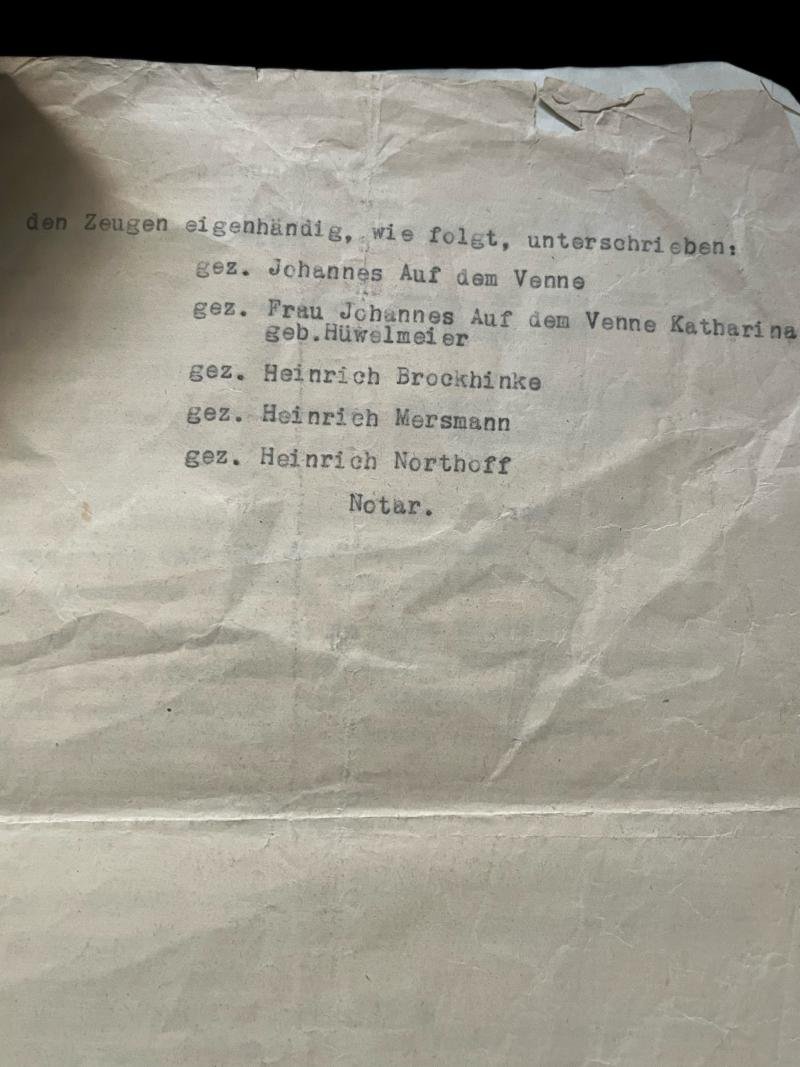 den Zeugen eigenhändig, wie folgt, unterschrieben:
gez. Johannes Auf dem Venne
gez. Frau Johannes Auf dem Venne Katharina
geb.Hüwelmeier
gez. Heinrich Brockhinke
gez. Heinrich Mersmann
gez. Heinrich Northoff
Notar.